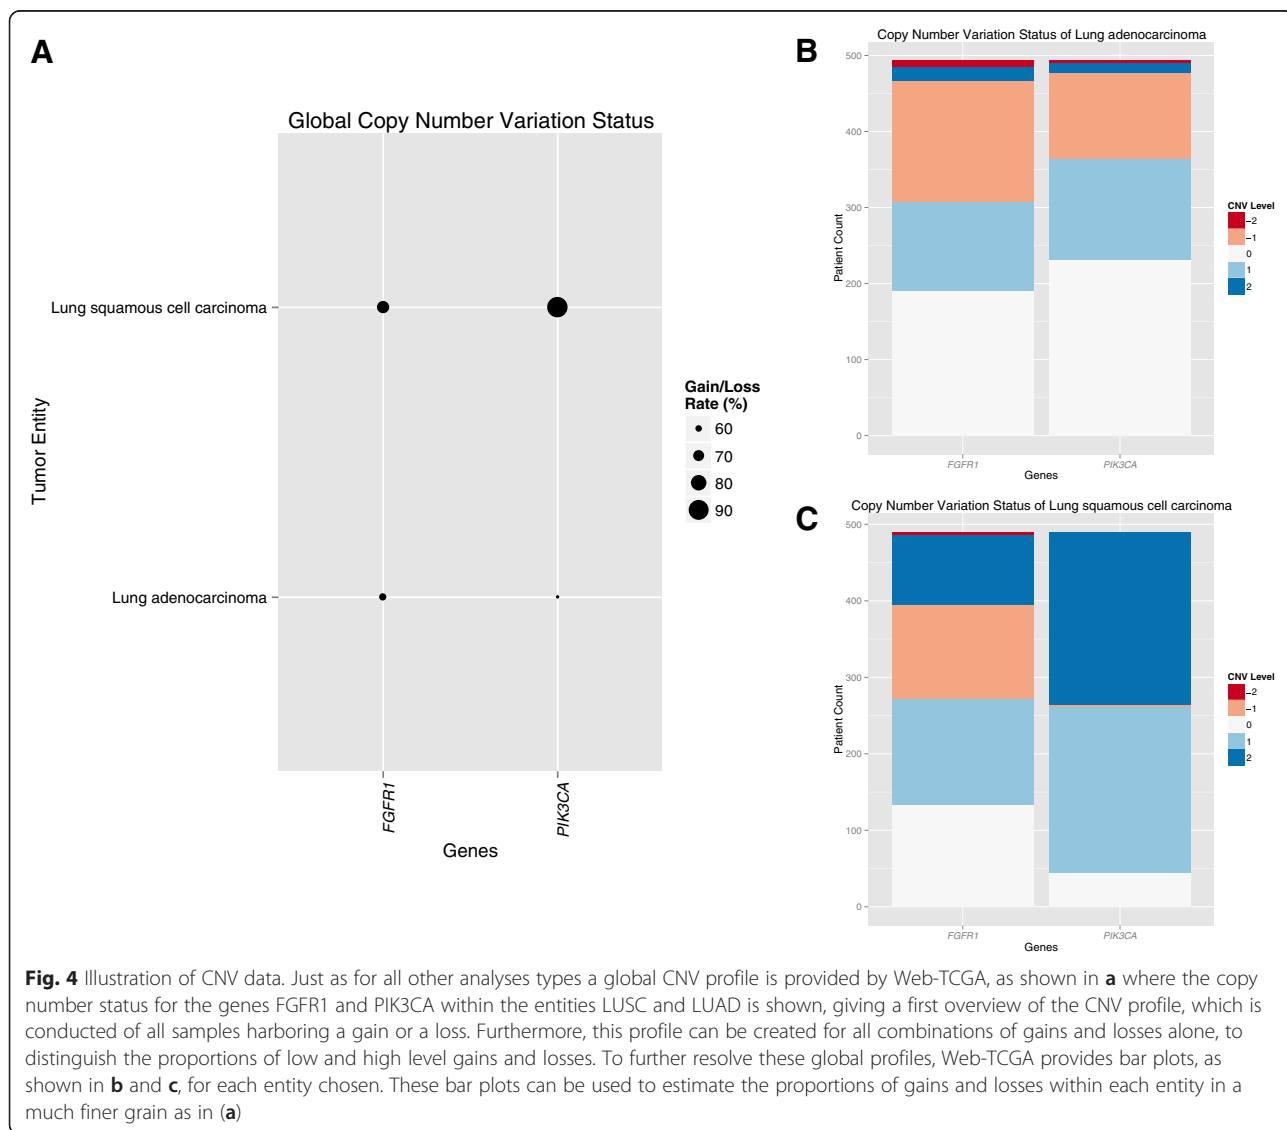 A
Global Copy Number Variation Status
Tumor Entity
Lung squamous cell carcinoma
Lung adenocarcinoma
FGFR1
PIK3CA
Genes
Gain/Loss
Rate (%)
60
70
80
90
B
Copy Number Variation Status of Lung adenocarcinoma
Patient Count
500
400
300
200
100
0
FGFR1
PIK3CA
Genes
CNV Level
−2
−1
0
1
2
C
Copy Number Variation Status of Lung squamous cell carcinoma
Patient Count
500
400
300
200
100
0
FGFR1
PIK3CA
Genes
CNV Level
−2
−1
0
1
2
Fig. 4 Illustration of CNV data. Just as for all other analyses types a global CNV profile is provided by Web-TCGA, as shown in a where the copy
number status for the genes FGFR1 and PIK3CA within the entities LUSC and LUAD is shown, giving a first overview of the CNV profile, which is
conducted of all samples harboring a gain or a loss. Furthermore, this profile can be created for all combinations of gains and losses alone, to
distinguish the proportions of low and high level gains and losses. To further resolve these global profiles, Web-TCGA provides bar plots, as
shown in b and c, for each entity chosen. These bar plots can be used to estimate the proportions of gains and losses within each entity in a
much finer grain as in (a)